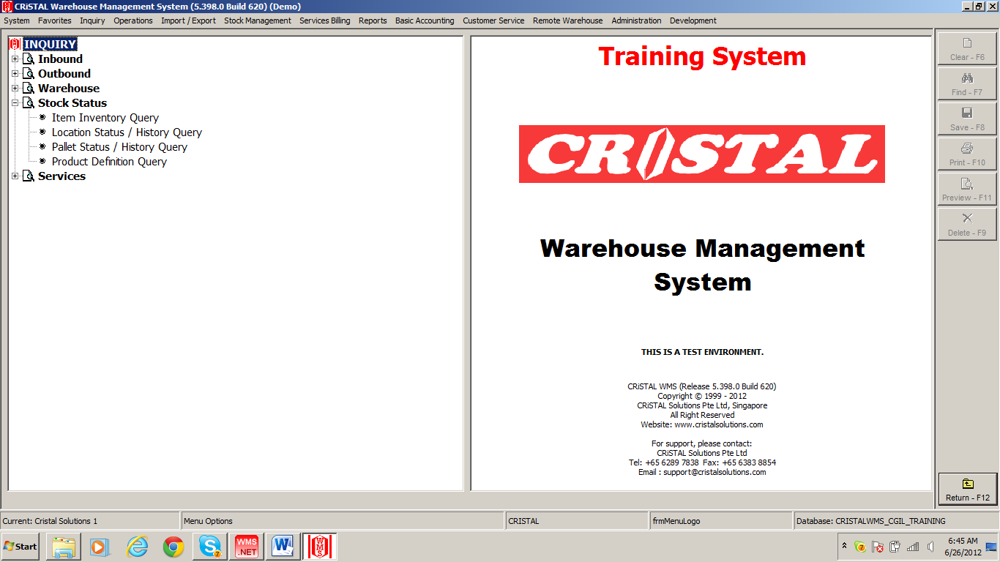 CRiSTAL Warehouse Management System (5.398.0 Build 620) (Demo)
System Favorites Inquiry Operations Import / Export Stock Management Services Billing Reports Basic Accounting Customer Service Remote Warehouse Administration Development
INQUIRY
Inbound
Outbound
Warehouse
Stock Status
Item Inventory Query
Location Status / History Query
Pallet Status / History Query
Product Definition Query
Services
Training System
CRISTAL
Warehouse Management
System
THIS IS A TEST ENVIRONMENT.
CRiSTAL WMS (Release 5.398.0 Build 620)
Copyright © 1999 - 2012
CRiSTAL Solutions Pte Ltd, Singapore
All Right Reserved
Website: www.cristalsolutions.com
For support, please contact:
CRiSTAL Solutions Pte Ltd
Tel: +65 6289 7838 Fax: +65 6383 8854
Email : support@cristalsolutions.com
Clear - F6
Find - F7
Save - F8
Print - F10
Preview - F11
Delete - F9
Return - F12
Current: Cristal Solutions 1 Menu Options CRISTAL frmMenuLogo Database: CRISTALWMS_CGIL_TRAINING
Start
WMS
.NET
WMS
6:45 AM
6/26/2012